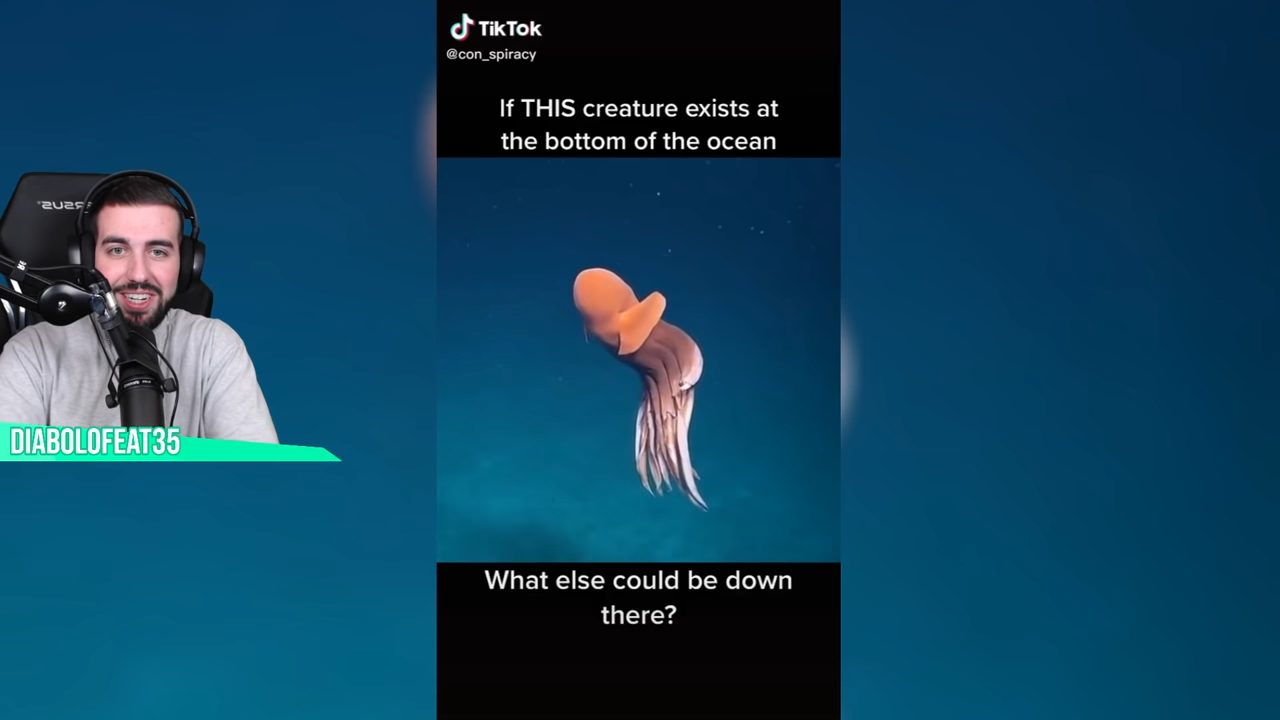 TikTok
@con_spiracy
If THIS creature exists at
the bottom of the ocean
DIABOLOFEAT35
What else could be down
there?